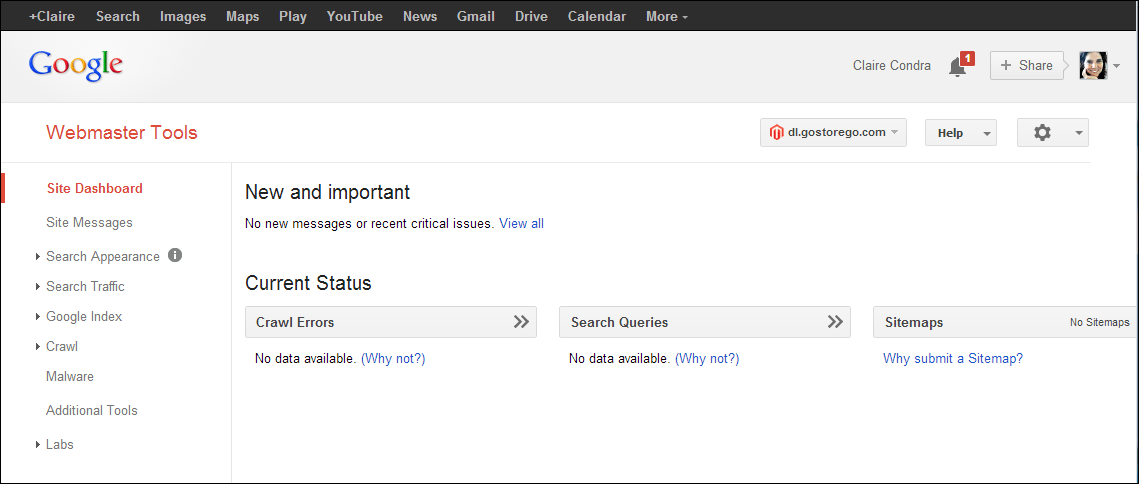 +Claire Search Images Maps Play YouTube News Gmail Drive Calendar More
Google
Claire Condra 1 + Share
Webmaster Tools
dl.gostorego.com Help
Site Dashboard
Site Messages
Search Appearance i
Search Traffic
Google Index
Crawl
Malware
Additional Tools
Labs
New and important
No new messages or recent critical issues. View all
Current Status
Crawl Errors
No data available. (Why not?)
Search Queries
No data available. (Why not?)
Sitemaps No Sitemaps
Why submit a Sitemap?